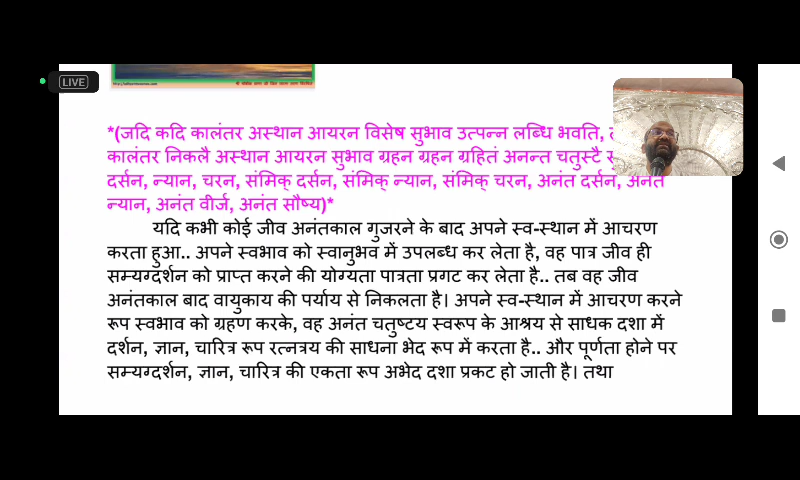 LIVE
*(जदि कदि कालंतर अस्थान आयरन विसेष सुभाव उत्पन्न लब्धि भवति,
कालंतर निकलै अस्थान आयरन सुभाव ग्रहन ग्रहन ग्रहितं अनन्त चतुस्टै
दर्सन, न्यान, चरन, संमिक् दर्सन, संमिक् न्यान, संमिक् चरन, अनंत दर्सन, अनंत
न्यान, अनंत वीर्ज, अनंत सौष्य)*
यदि कभी कोई जीव अनंतकाल गुजरने के बाद अपने स्व-स्थान में आचरण
करता हुआ.. अपने स्वभाव को स्वानुभव में उपलब्ध कर लेता है, वह पात्र जीव ही
सम्यग्दर्शन को प्राप्त करने की योग्यता पात्रता प्रगट कर लेता है.. तब वह जीव
अनंतकाल बाद वायुकाय की पर्याय से निकलता है। अपने स्व-स्थान में आचरण करने
रूप स्वभाव को ग्रहण करके, वह अनंत चतुष्टय स्वरूप के आश्रय से साधक दशा में
दर्शन, ज्ञान, चारित्र रूप रत्नत्रय की साधना भेद रूप में करता है.. और पूर्णता होने पर
सम्यग्दर्शन, ज्ञान, चारित्र की एकता रूप अभेद दशा प्रकट हो जाती है। तथा